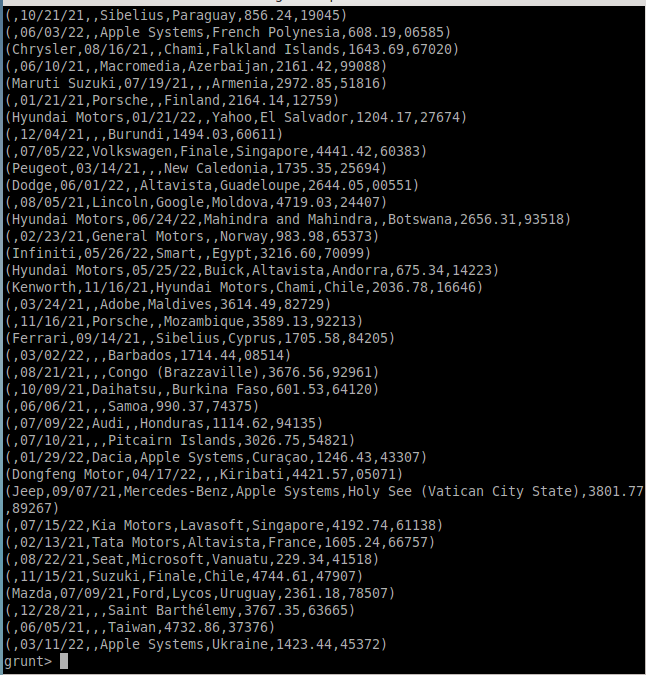 (,10/21/21,,Sibelius,Paraguay,856.24,19045)
(,06/03/22,,Apple Systems,French Polynesia,608.19,06585)
(Chrysler,08/16/21,,Chami,Falkland Islands,1643.69,67020)
(,06/10/21,,Macromedia,Azerbaijan,2161.42,99088)
(Maruti Suzuki,07/19/21,,,Armenia,2972.85,51816)
(,01/21/21,Porsche,,Finland,2164.14,12759)
(Hyundai Motors,01/21/22,,Yahoo,El Salvador,1204.17,27674)
(,12/04/21,,,Burundi,1494.03,60611)
(,07/05/22,Volkswagen,Finale,Singapore,4441.42,60383)
(Peugeot,03/14/21,,,New Caledonia,1735.35,25694)
(Dodge,06/01/22,,Altavista,Guadeloupe,2644.05,00551)
(,08/05/21,Lincoln,Google,Moldova,4719.03,24407)
(Hyundai Motors,06/24/22,Mahindra and Mahindra,,Botswana,2656.31,93518)
(,02/23/21,General Motors,,Norway,983.98,65373)
(Infiniti,05/26/22,Smart,,Egypt,3216.60,70099)
(Hyundai Motors,05/25/22,Buick,Altavista,Andorra,675.34,14223)
(Kenworth,11/16/21,Hyundai Motors,Chami,Chile,2036.78,16646)
(,03/24/21,,Adobe,Maldives,3614.49,82729)
(,11/16/21,Porsche,,Mozambique,3589.13,92213)
(Ferrari,09/14/21,,Sibelius,Cyprus,1705.58,84205)
(,03/02/22,,,Barbados,1714.44,08514)
(,08/21/21,,,Congo (Brazzaville),3676.56,92961)
(,10/09/21,Daihatsu,,Burkina Faso,601.53,64120)
(,06/06/21,,,Samoa,990.37,74375)
(,07/09/22,Audi,,Honduras,1114.62,94135)
(,07/10/21,,,Pitcairn Islands,3026.75,54821)
(,01/29/22,Dacia,Apple Systems,Curaçao,1246.43,43307)
(Dongfeng Motor,04/17/22,,,Kiribati,4421.57,05071)
(Jeep,09/07/21,Mercedes-Benz,Apple Systems,Holy See (Vatican City State),3801.77
,89267)
(,07/15/22,Kia Motors,Lavasoft,Singapore,4192.74,61138)
(,02/13/21,Tata Motors,Altavista,France,1605.24,66757)
(,08/22/21,Seat,Microsoft,Vanuatu,229.34,41518)
(,11/15/21,Suzuki,Finale,Chile,4744.61,47907)
(Mazda,07/09/21,Ford,Lycos,Uruguay,2361.18,78507)
(,12/28/21,,,Saint Barthélemy,3767.35,63665)
(,06/05/21,,,Taiwan,4732.86,37376)
(,03/11/22,,Apple Systems,Ukraine,1423.44,45372)
grunt>